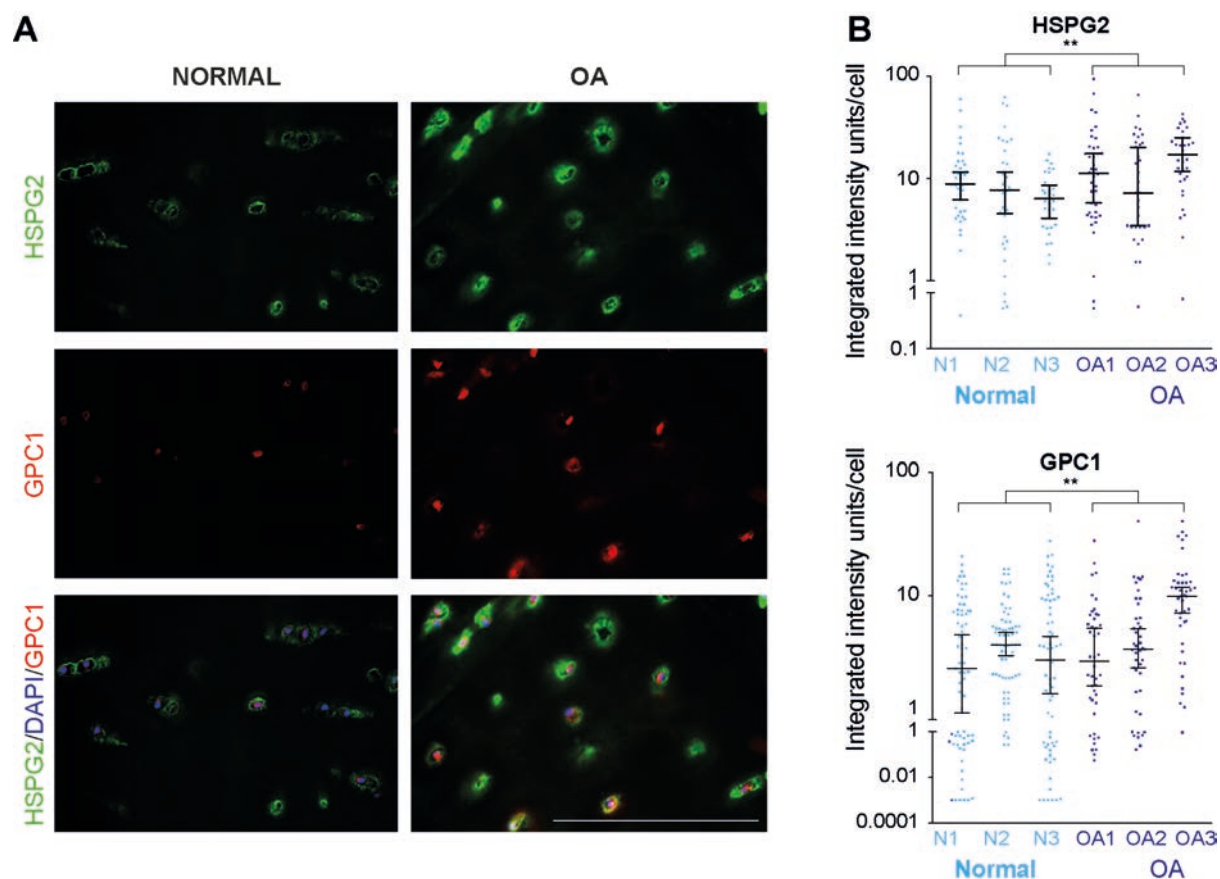 A
NORMAL
OA
HSPG2
GPC1
HSPG2/DAPI/GPC1
B
HSPG2
**
Integrated intensity units/cell
100
10
1
1
0.1
N1 N2 N3 OA1 OA2 OA3
Normal OA
GPC1
**
Integrated intensity units/cell
100
10
1
1
0.01
0.0001
N1 N2 N3 OA1 OA2 OA3
Normal OA